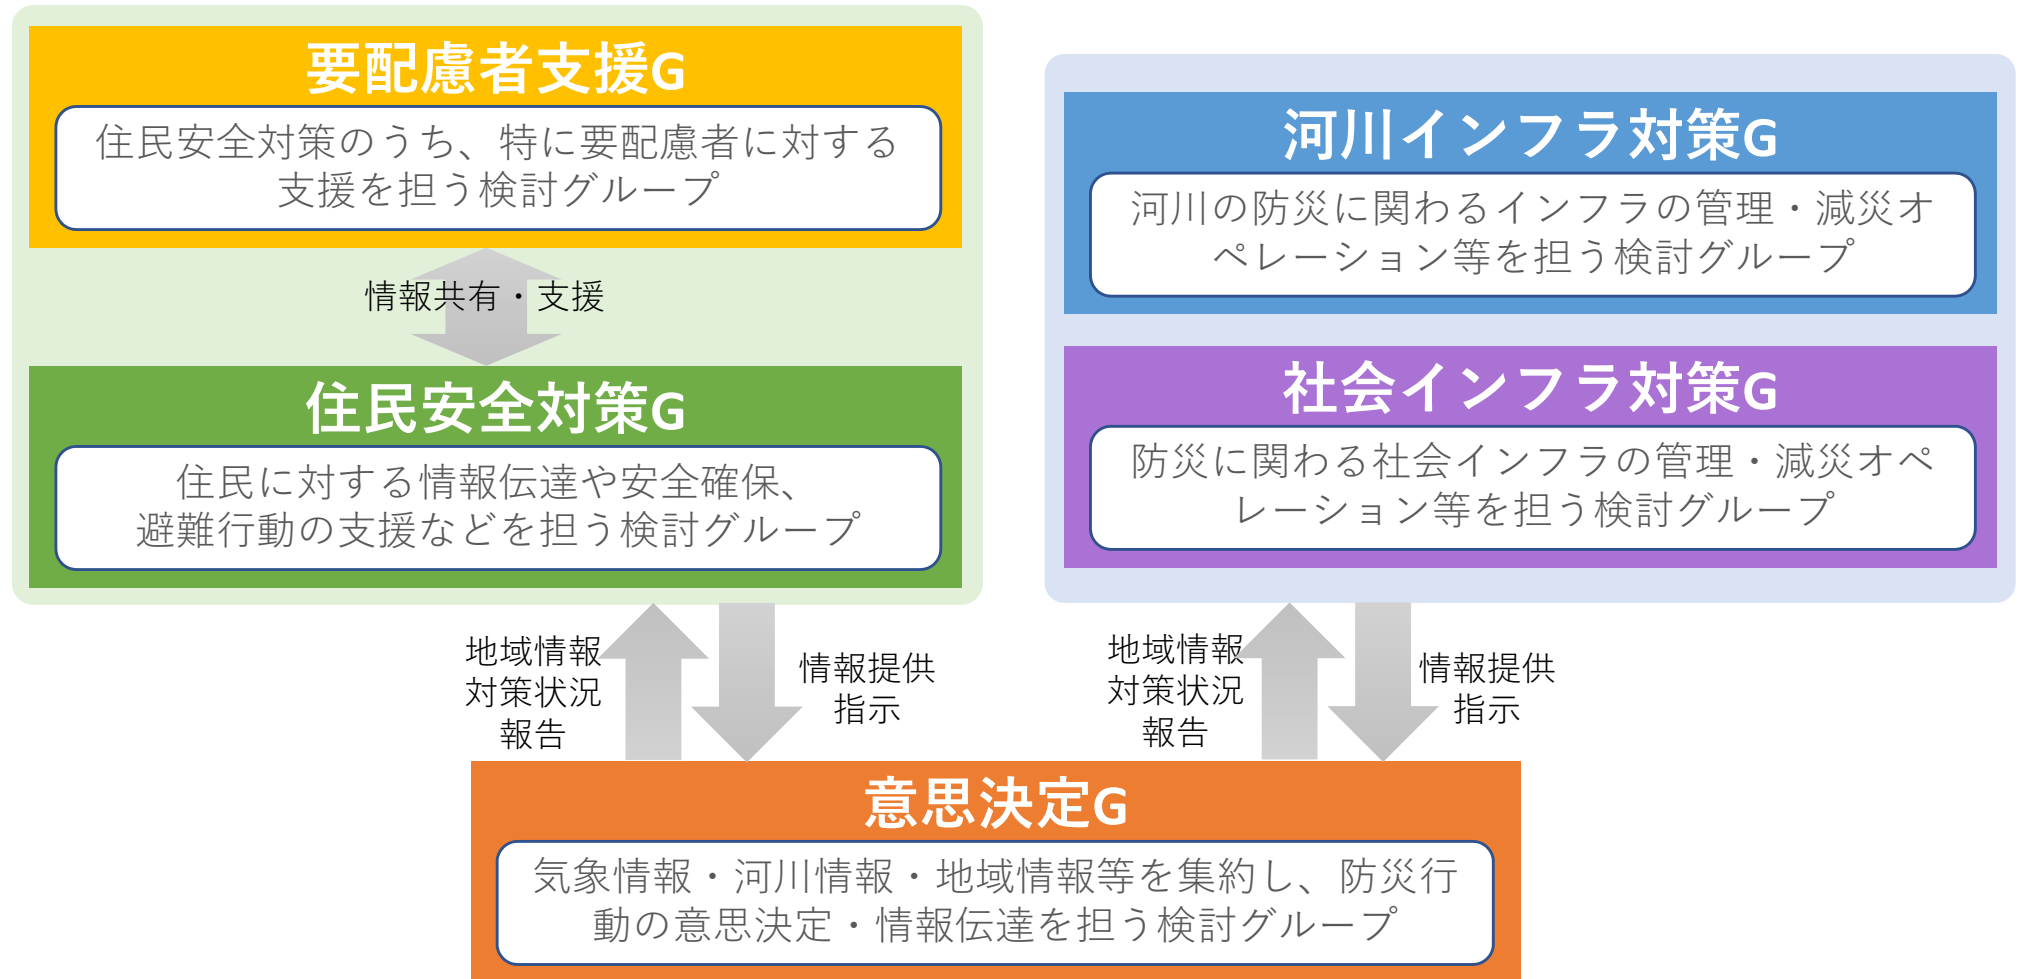 要配慮者支援G
住民安全対策のうち、特に要配慮者に対する
支援を担う検討グループ
情報共有・支援
住民安全対策G
住民に対する情報伝達や安全確保、
避難行動の支援などを担う検討グループ
河川インフラ対策G
河川の防災に関わるインフラの管理・減災オ
ペレーション等を担う検討グループ
社会インフラ対策G
防災に関わる社会インフラの管理・減災オペ
レーション等を担う検討グループ
地域情報
対策状況
報告
情報提供
指示
地域情報
対策状況
報告
情報提供
指示
意思決定G
気象情報・河川情報・地域情報等を集約し、防災行
動の意思決定・情報伝達を担う検討グループ